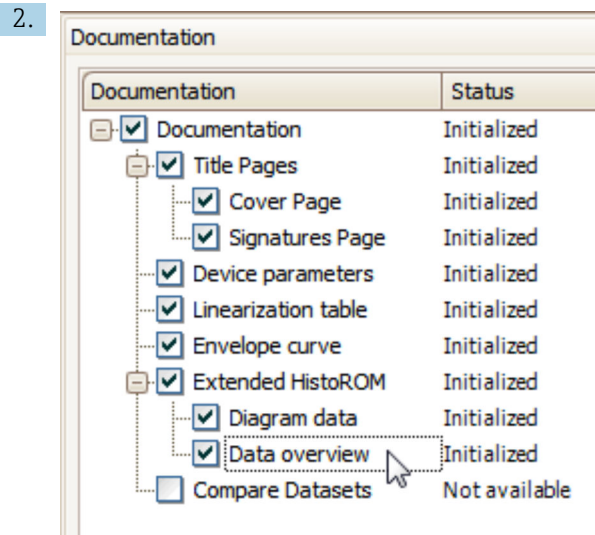 2.
Documentation
Documentation Status
Documentation Initialized
Title Pages Initialized
Cover Page Initialized
Signatures Page Initialized
Device parameters Initialized
Linearization table Initialized
Envelope curve Initialized
Extended HistoROM Initialized
Diagram data Initialized
Data overview Initialized
Compare Datasets Not available